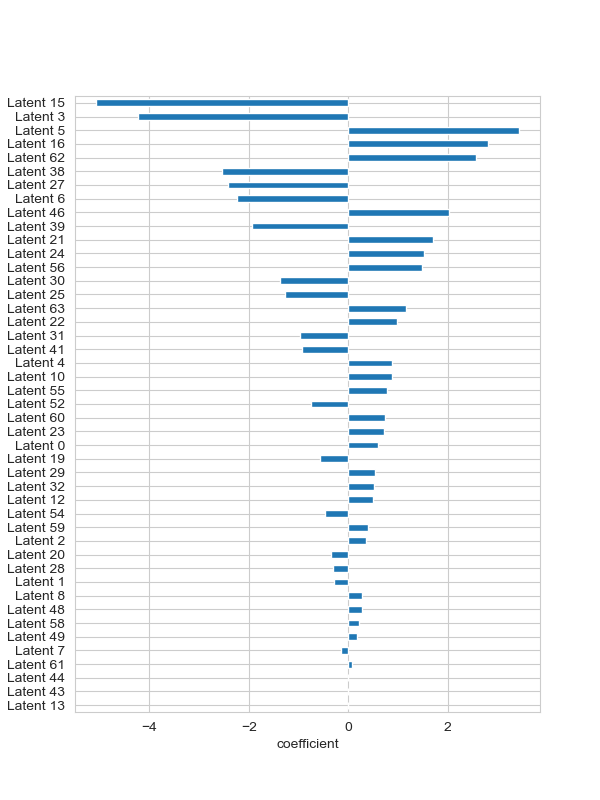 Latent 15
Latent 3
Latent 5
Latent 16
Latent 62
Latent 38
Latent 27
Latent 6
Latent 46
Latent 39
Latent 21
Latent 24
Latent 56
Latent 30
Latent 25
Latent 63
Latent 22
Latent 31
Latent 41
Latent 4
Latent 10
Latent 55
Latent 52
Latent 60
Latent 23
Latent 0
Latent 19
Latent 29
Latent 32
Latent 12
Latent 54
Latent 59
Latent 2
Latent 20
Latent 28
Latent 1
Latent 8
Latent 48
Latent 58
Latent 49
Latent 7
Latent 61
Latent 44
Latent 43
Latent 13
−4 −2 0 2
coefficient